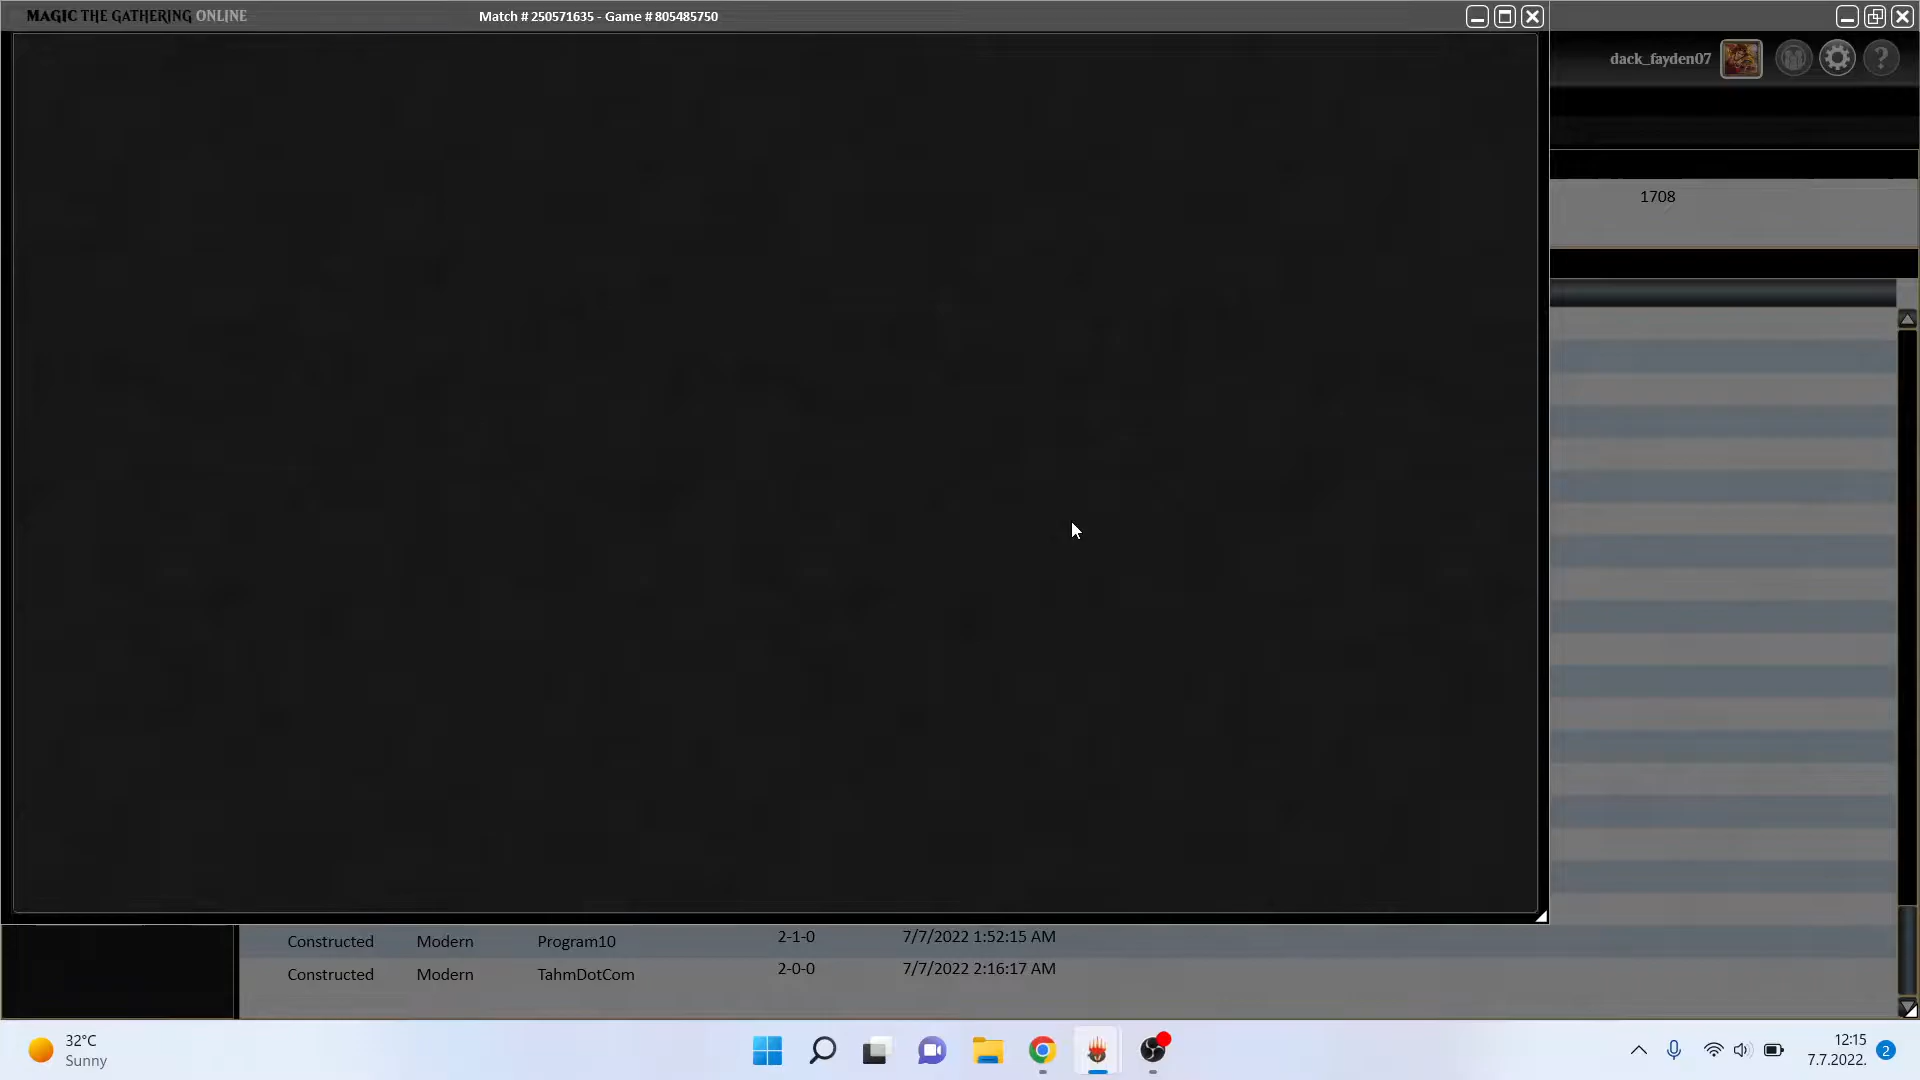 MAGIC THE GATHERING ONLINE
Match # 250571635 - Game # 805485750
dack_fayden07
?
1708
Constructed Modern Program10 2-1-0 7/7/2022 1:52:15 AM
Constructed Modern TahmDotCom 2-0-0 7/7/2022 2:16:17 AM
32°C
Sunny
12:15
7.7.2022.
2